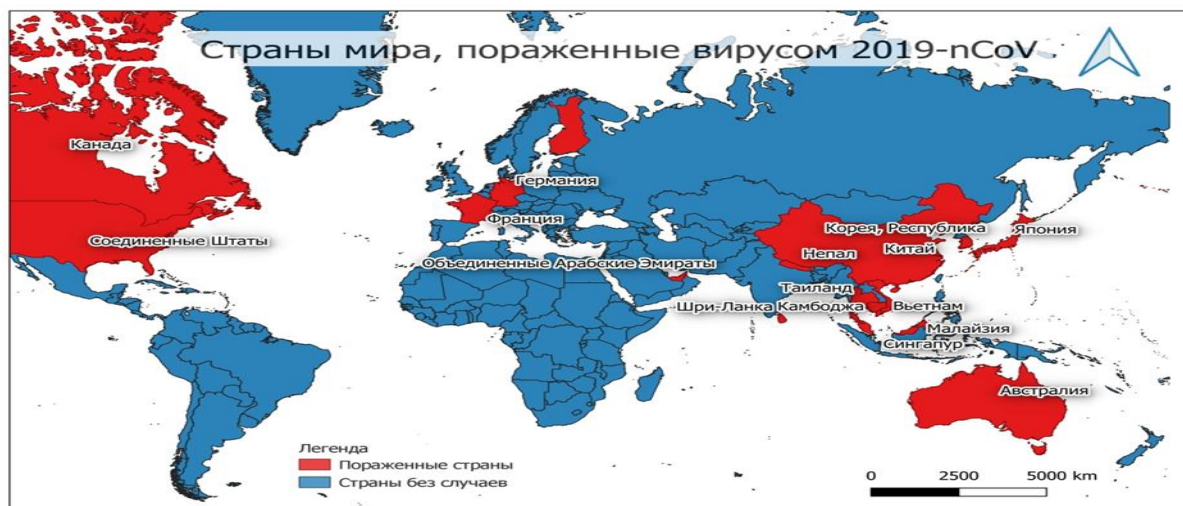 Страны мира, пораженные вирусом 2019-nCoV
Канада
Германия
Франция
Соединенные Штаты
Корея, Республика
Япония
Китай
Непал
Объединенные Арабские Эмираты
Таиланд
Шри-Ланка
Камбоджа
Вьетнам
Малайзия
Сингапур
Австралия
Легенда
Пораженные страны
Страны без случаев
0 2500 5000 km